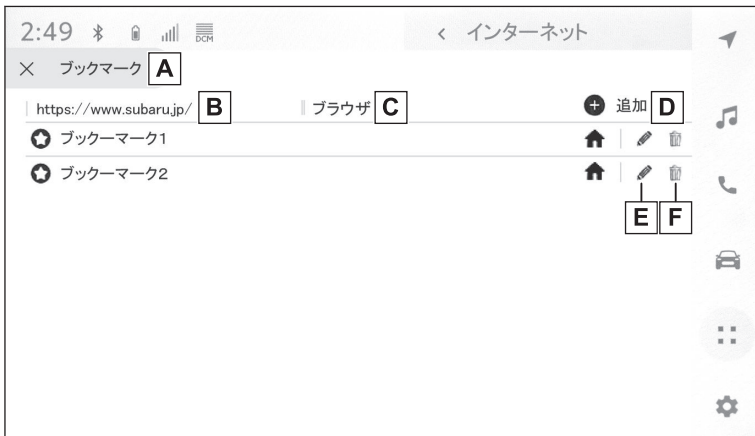 2:49 DCM インターネット
ブックマーク A
https://www.subaru.jp/ B ブラウザ C 追加 D
ブックーマーク1
ブックーマーク2
E F